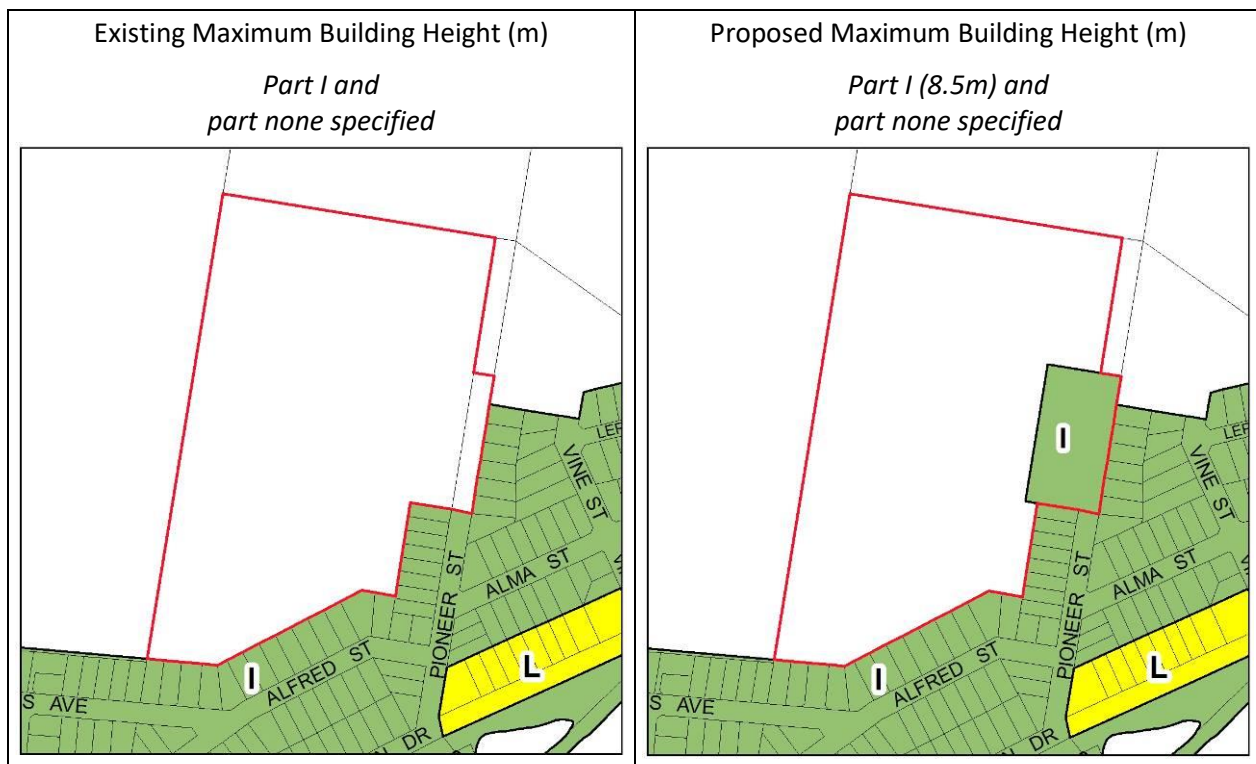 Existing Maximum Building Height (m)
Part I and
part none specified
S AVE
I
ALFRED ST
PIONEER ST
ALMA ST
VINE ST
LEF
L
DR
Proposed Maximum Building Height (m)
Part I (8.5m) and
part none specified
I
S AVE
I
ALFRED ST
PIONEER ST
ALMA ST
VINE ST
LEF
L
DR